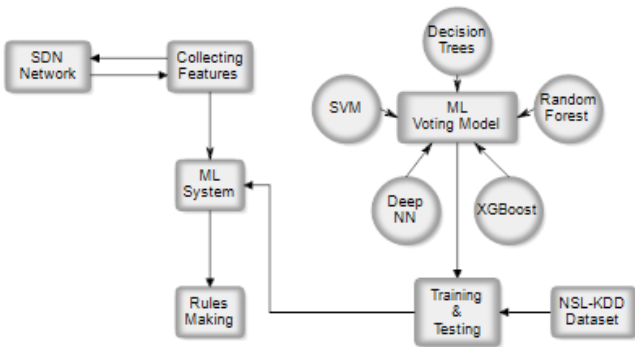 SDN
Network
Collecting
Features
Decision
Trees
SVM
ML
Voting Model
Random
Forest
ML
System
Deep
NN
XGBoost
Rules
Making
Training
&
Testing
NSL-KDD
Dataset